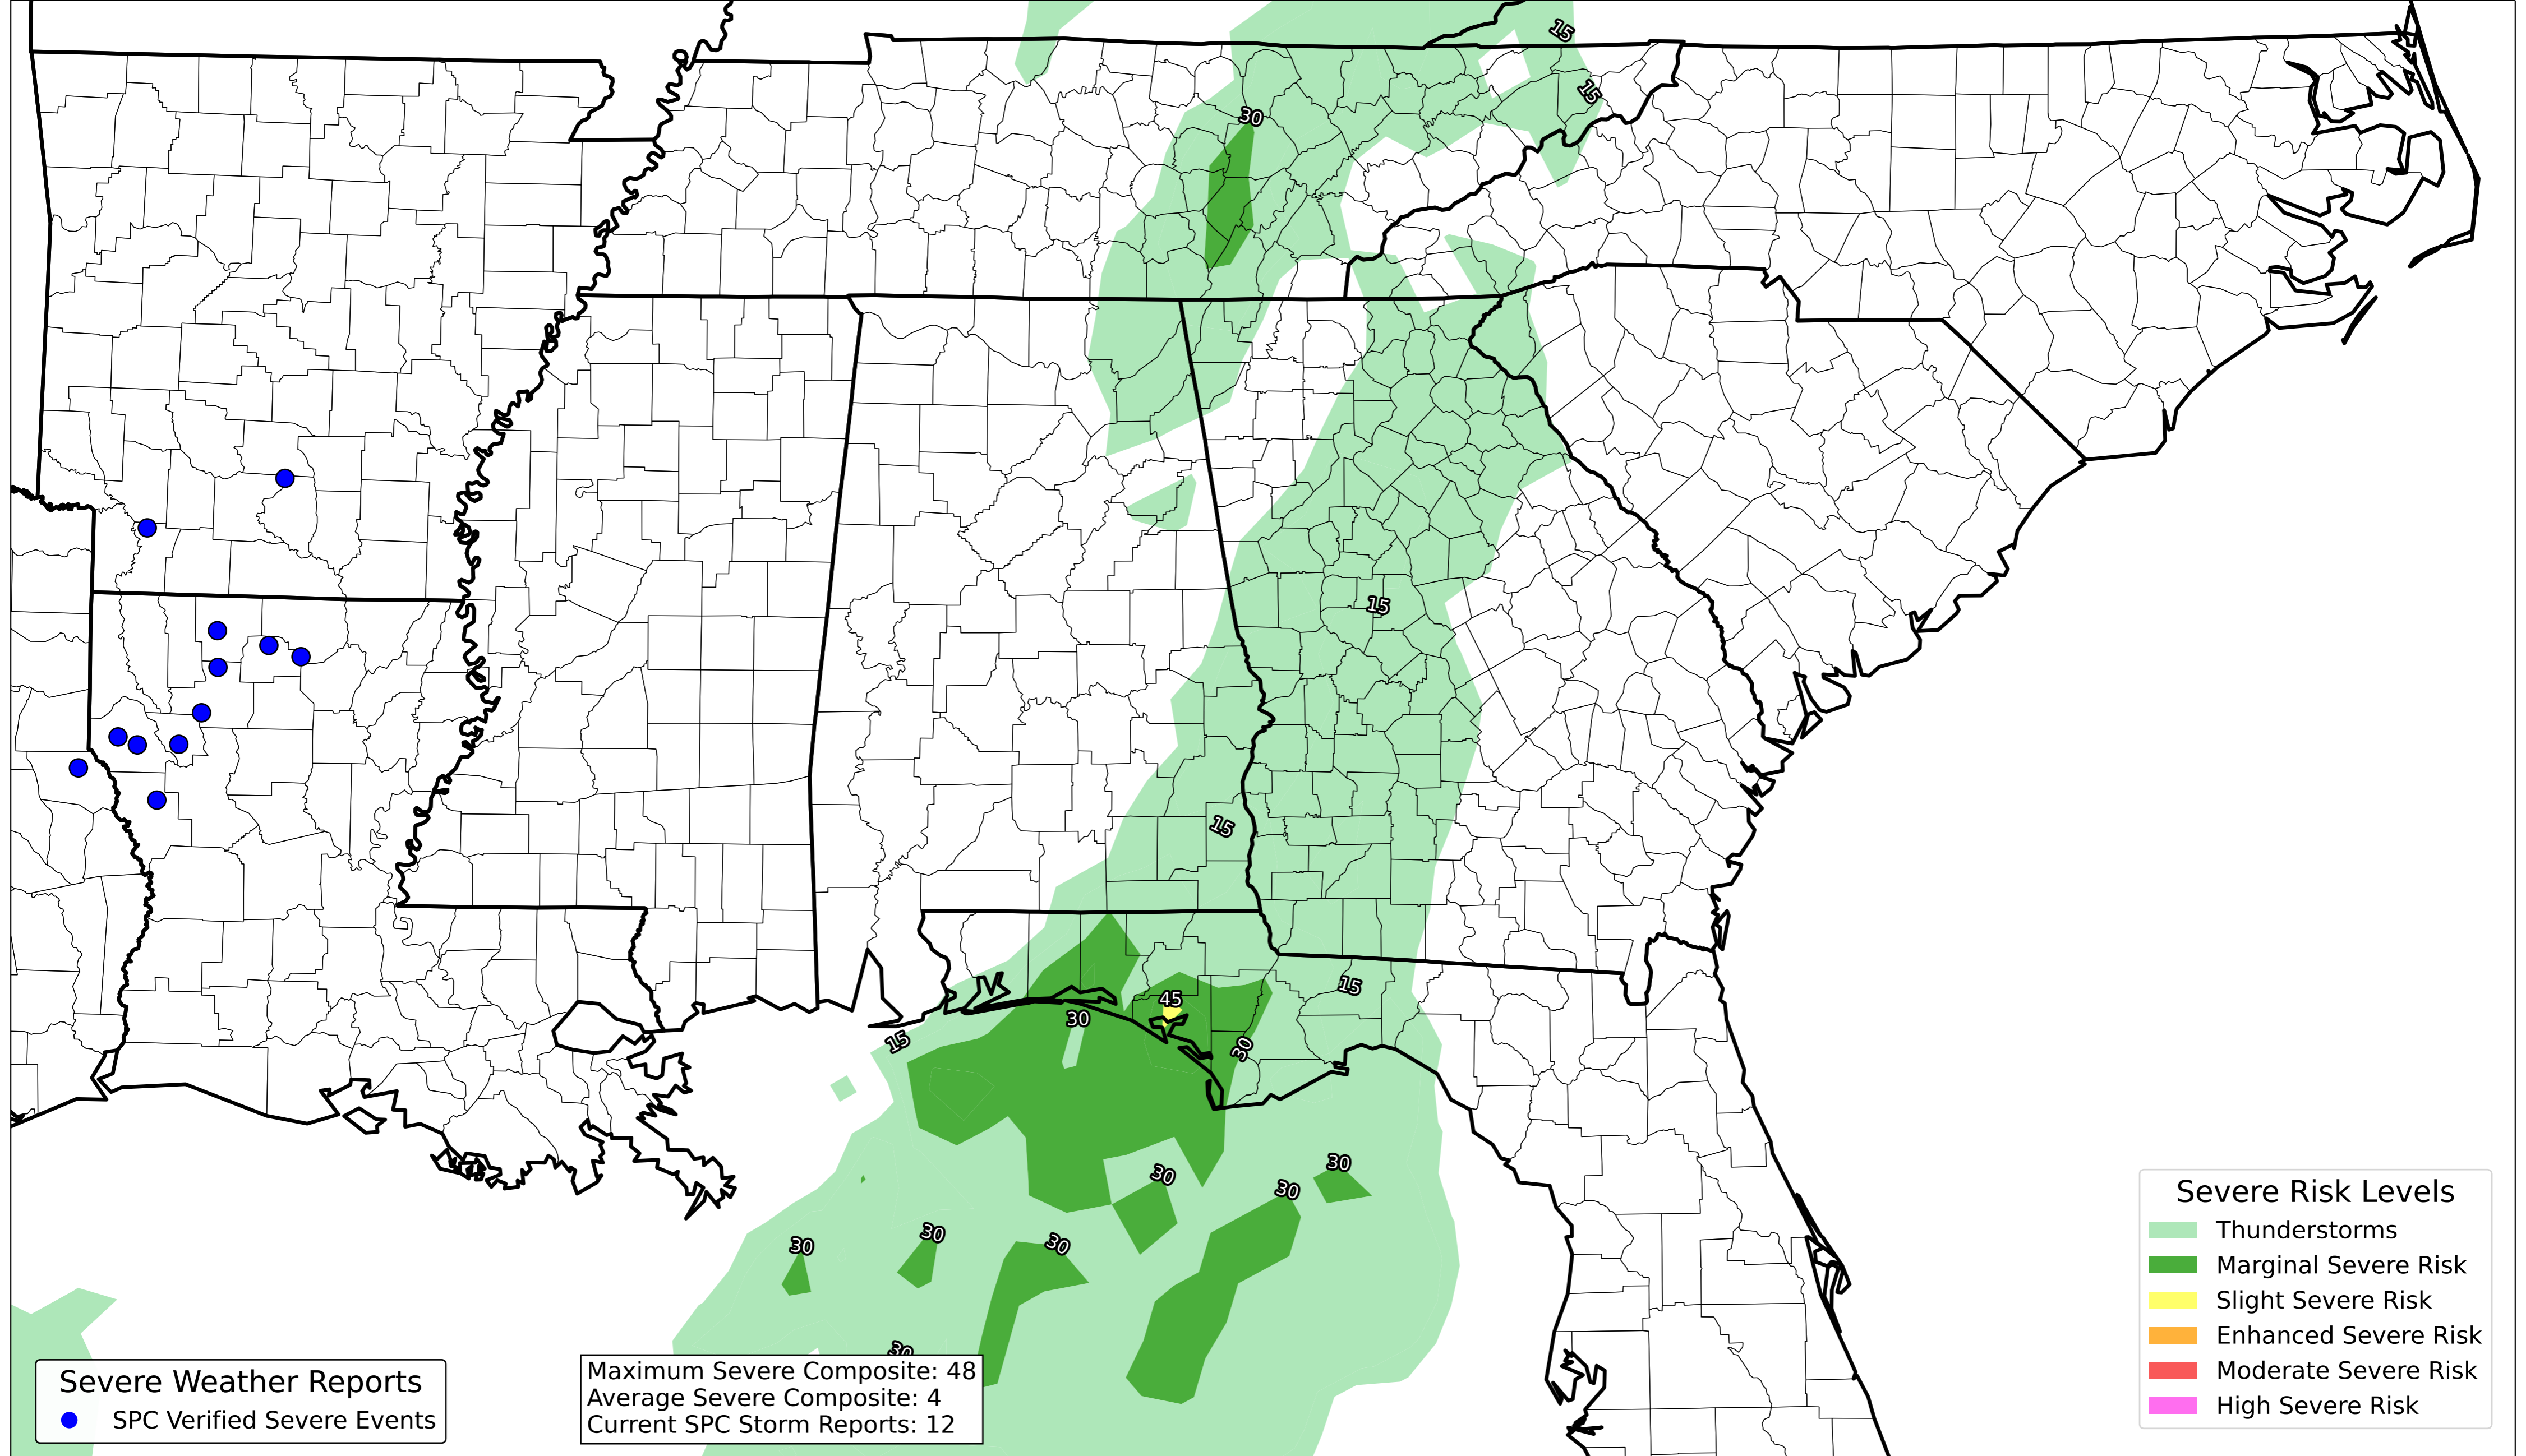 15
15
30
15
15
45
15
30
15
30
30
30
30
30
30
30
30
Severe Risk Levels
Thunderstorms
Marginal Severe Risk
Slight Severe Risk
Enhanced Severe Risk
Moderate Severe Risk
High Severe Risk
Severe Weather Reports
SPC Verified Severe Events
Maximum Severe Composite: 48
Average Severe Composite: 4
Current SPC Storm Reports: 12